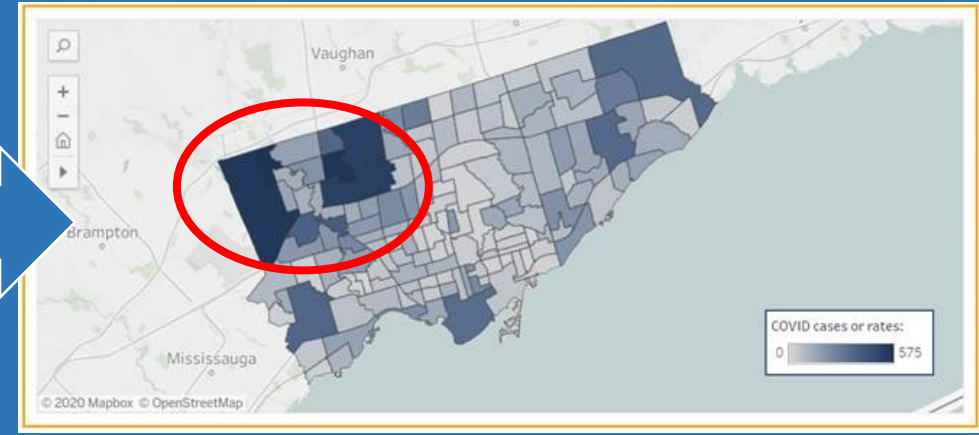 Vaughan
Brampton
Mississauga
COVID cases or rates:
0 575
© 2020 Mapbox © OpenStreetMap